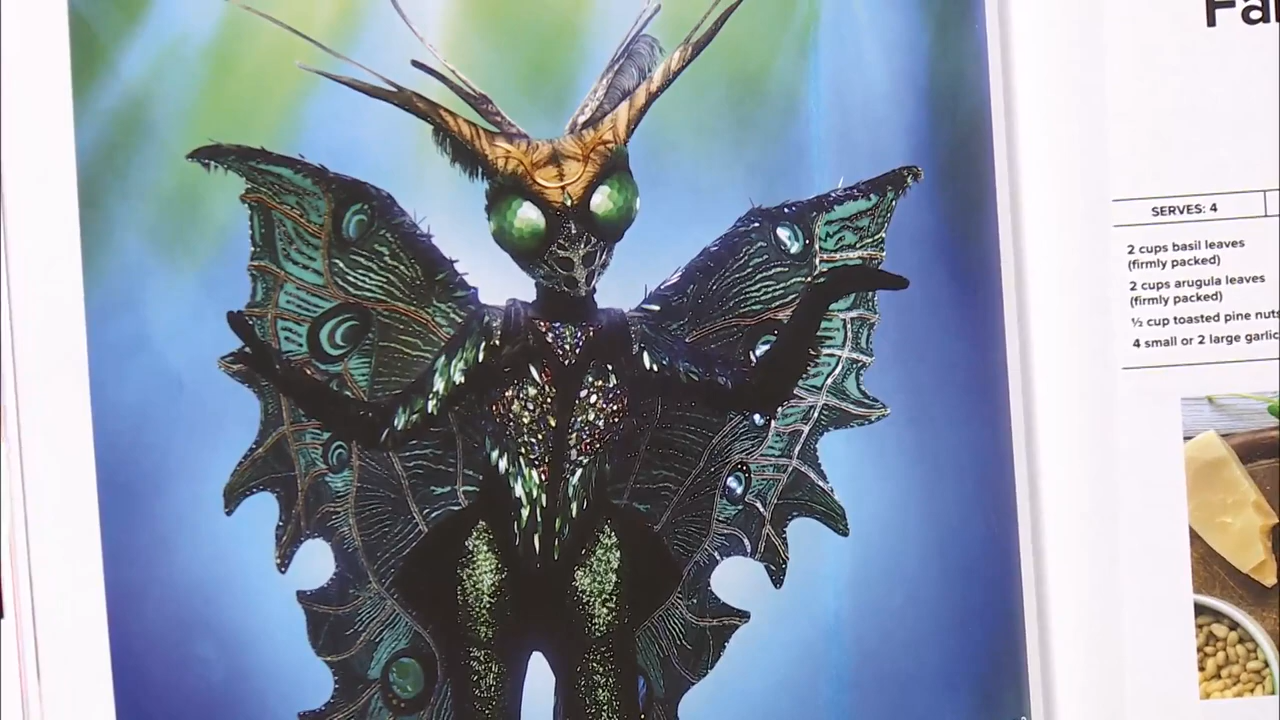 Fa
SERVES: 4
2 cups basil leaves
(firmly packed)
2 cups arugula leaves
(firmly packed)
½ cup toasted pine nuts
4 small or 2 large garlic